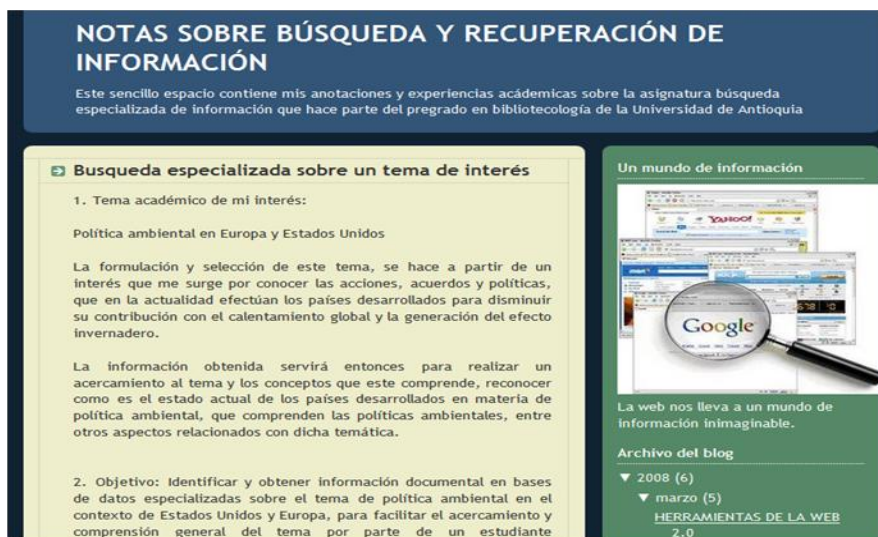 NOTAS SOBRE BÚSQUEDA Y RECUPERACIÓN DE
INFORMACIÓN
Este sencillo espacio contiene mis anotaciones y experiencias acádemicas sobre la asignatura búsqueda
especializada de información que hace parte del pregrado en bibliotecología de la Universidad de Antioquia
Busqueda especializada sobre un tema de interés
1. Tema académico de mi interés:
Política ambiental en Europa y Estados Unidos
La formulación y selección de este tema, se hace a partir de un
interés que me surge por conocer las acciones, acuerdos y políticas,
que en la actualidad efectúan los países desarrollados para disminuir
su contribución con el calentamiento global y la generación del efecto
invernadero.
La información obtenida servirá entonces para realizar un
acercamiento al tema y los conceptos que este comprende, reconocer
como es el estado actual de los países desarrollados en materia de
política ambiental, que comprenden las políticas ambientales, entre
otros aspectos relacionados con dicha temática.
2. Objetivo: Identificar y obtener información documental en bases
de datos especializadas sobre el tema de política ambiental en el
contexto de Estados Unidos y Europa, para facilitar el acercamiento y
comprensión general del tema por parte de un estudiante
Un mundo de información
YAHOO!
Google
La web nos lleva a un mundo de
información inimaginable.
Archivo del blog
▼ 2008 (6)
▼ marzo (5)
HERRAMIENTAS DE LA WEB
2.0